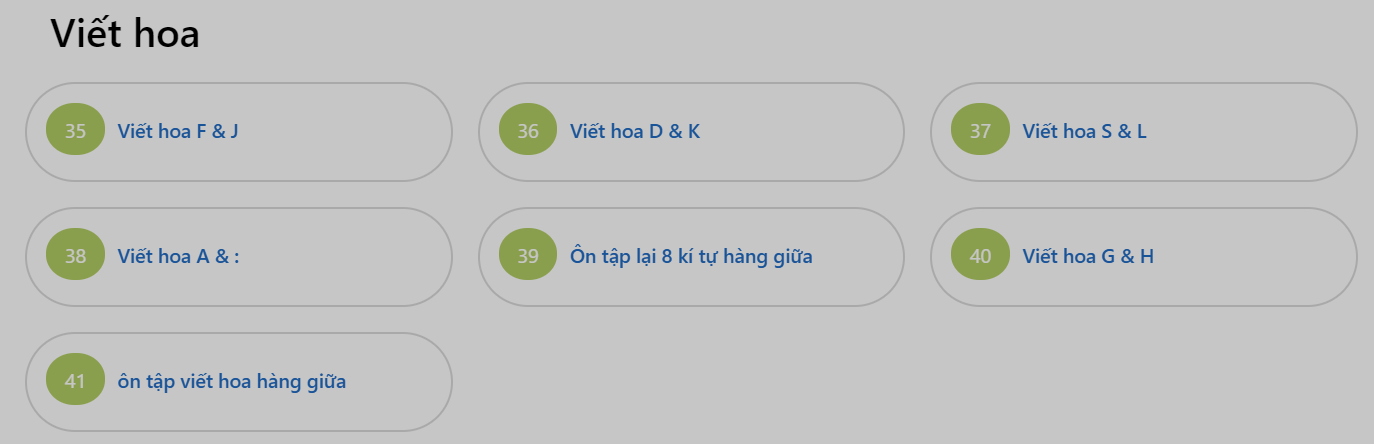 Viết hoa
35 Viết hoa F & J
36 Viết hoa D & K
37 Viết hoa S & L
38 Viết hoa A & :
39 Ôn tập lại 8 kí tự hàng giữa
40 Viết hoa G & H
41 ôn tập viết hoa hàng giữa